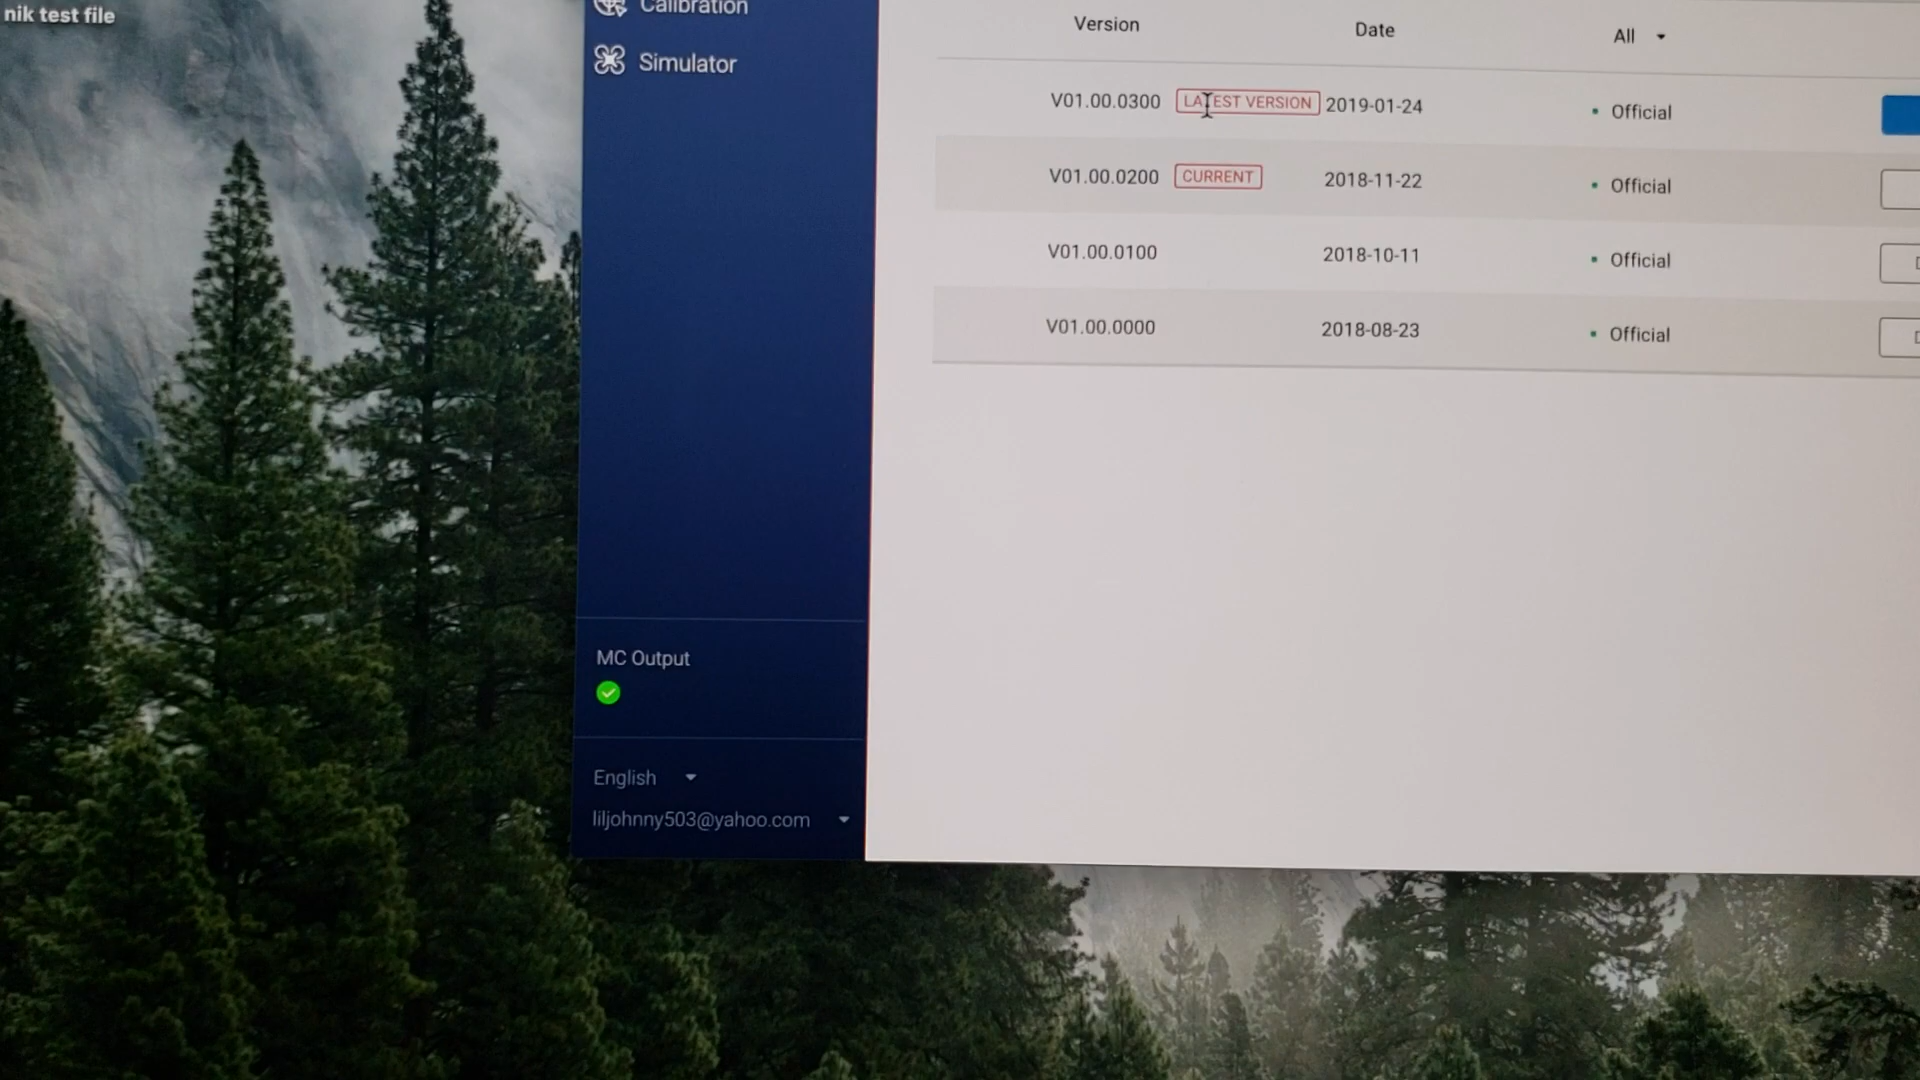 nik test file
Calibration
Simulator
Version Date All
V01.00.0300 LATEST VERSION 2019-01-24 Official
V01.00.0200 CURRENT 2018-11-22 Official
V01.00.0100 2018-10-11 Official
V01.00.0000 2018-08-23 Official
MC Output
English
liljohnny503@yahoo.com